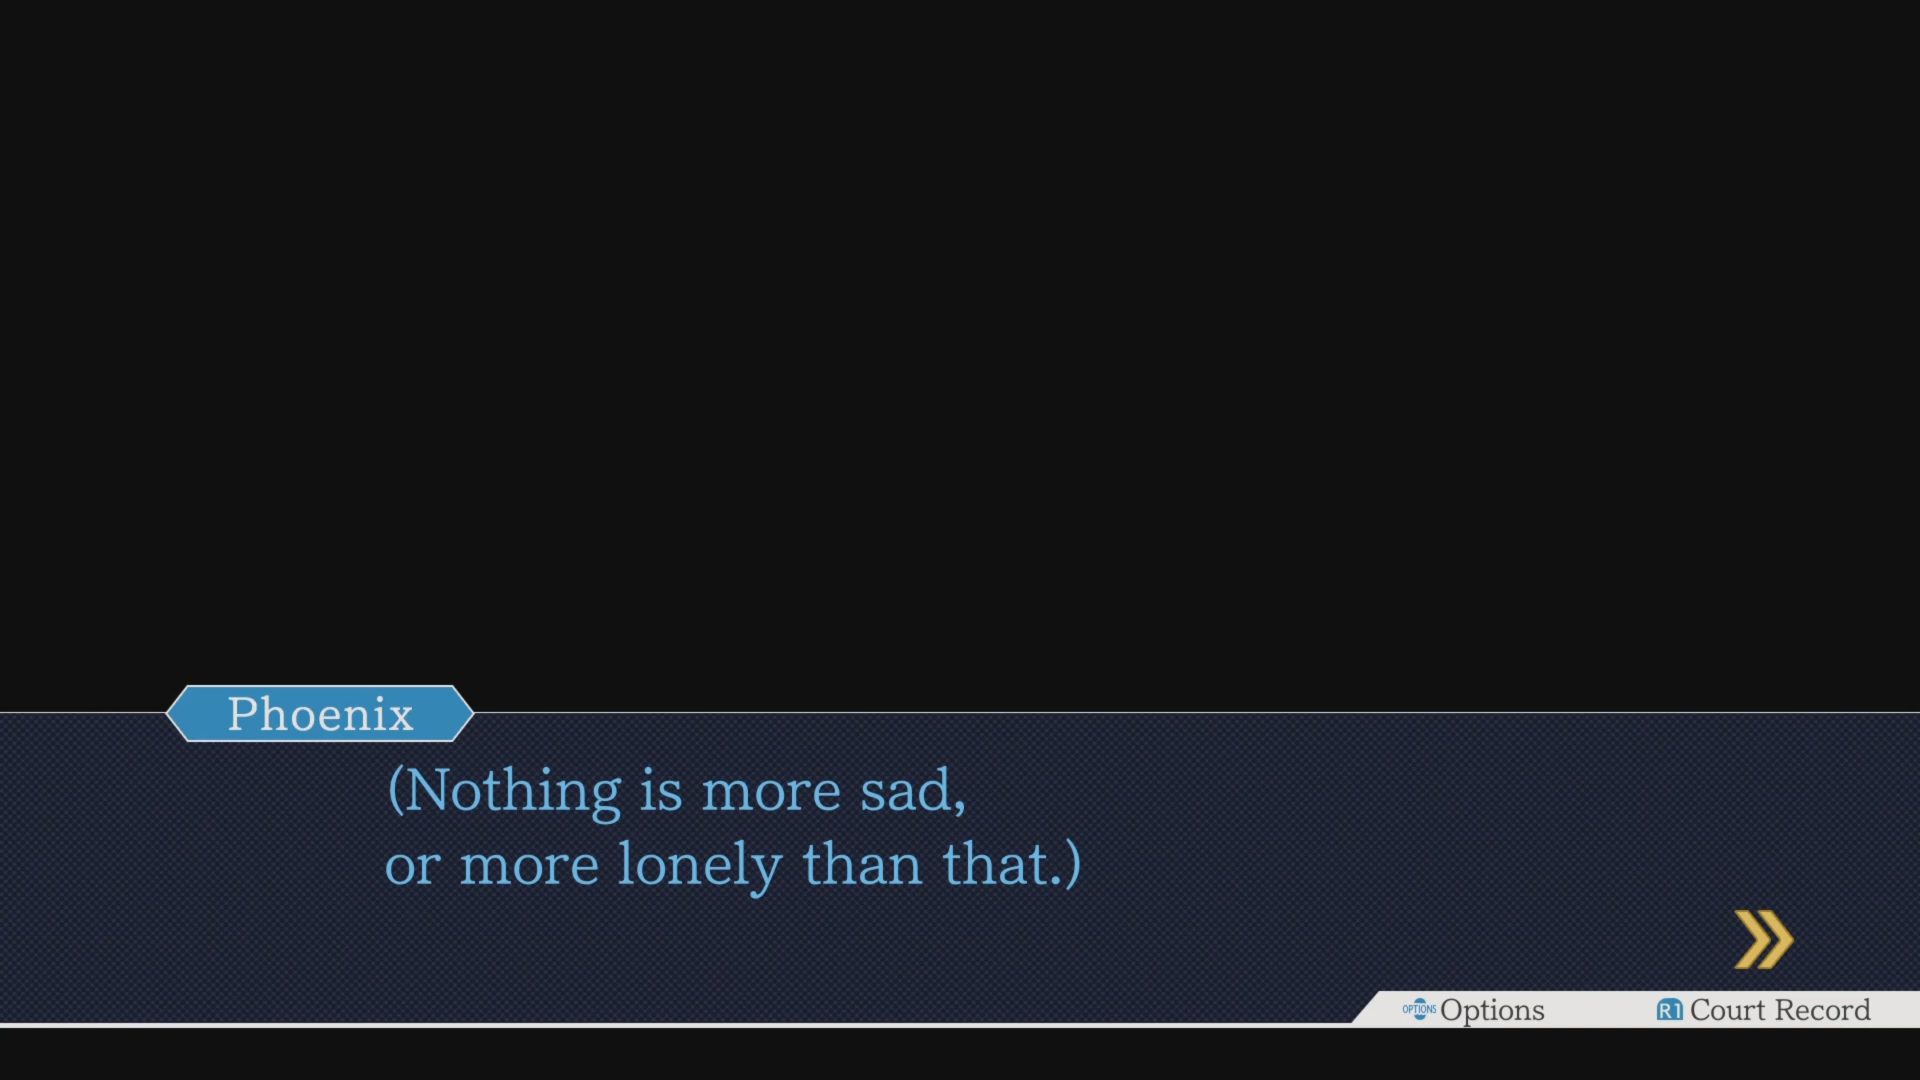 Phoenix
(Nothing is more sad,
or more lonely than that.)
OPTIONS Options
R1 Court Record